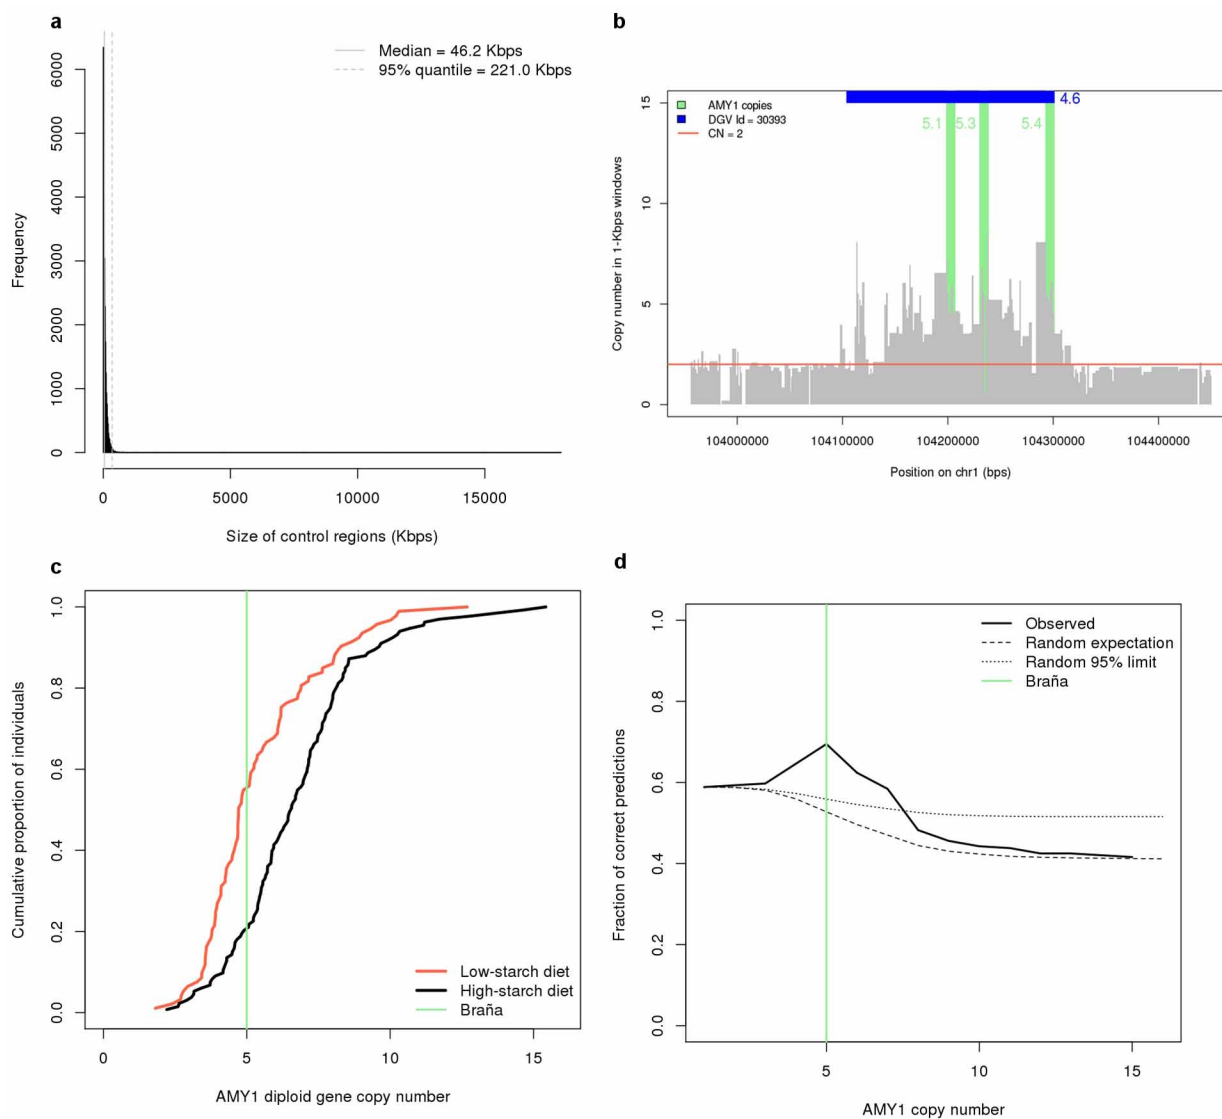 a
Median = 46.2 Kbps
95% quantile = 221.0 Kbps
Frequency
0
1000
2000
3000
4000
5000
6000
0 5000 10000 15000
Size of control regions (Kbps)
b
AMY1 copies
DGV Id = 30393
CN = 2
4.6
5.1 5.3 5.4
Copy number in 1-Kbps windows
0
5
10
15
104000000 104100000 104200000 104300000 104400000
Position on chr1 (bps)
c
Cumulative proportion of individuals
0.0
0.2
0.4
0.6
0.8
1.0
Low-starch diet
High-starch diet
Braña
0 5 10 15
AMY1 diploid gene copy number
d
Observed
Random expectation
Random 95% limit
Braña
Fraction of correct predictions
0.0
0.2
0.4
0.6
0.8
1.0
5 10 15
AMY1 copy number